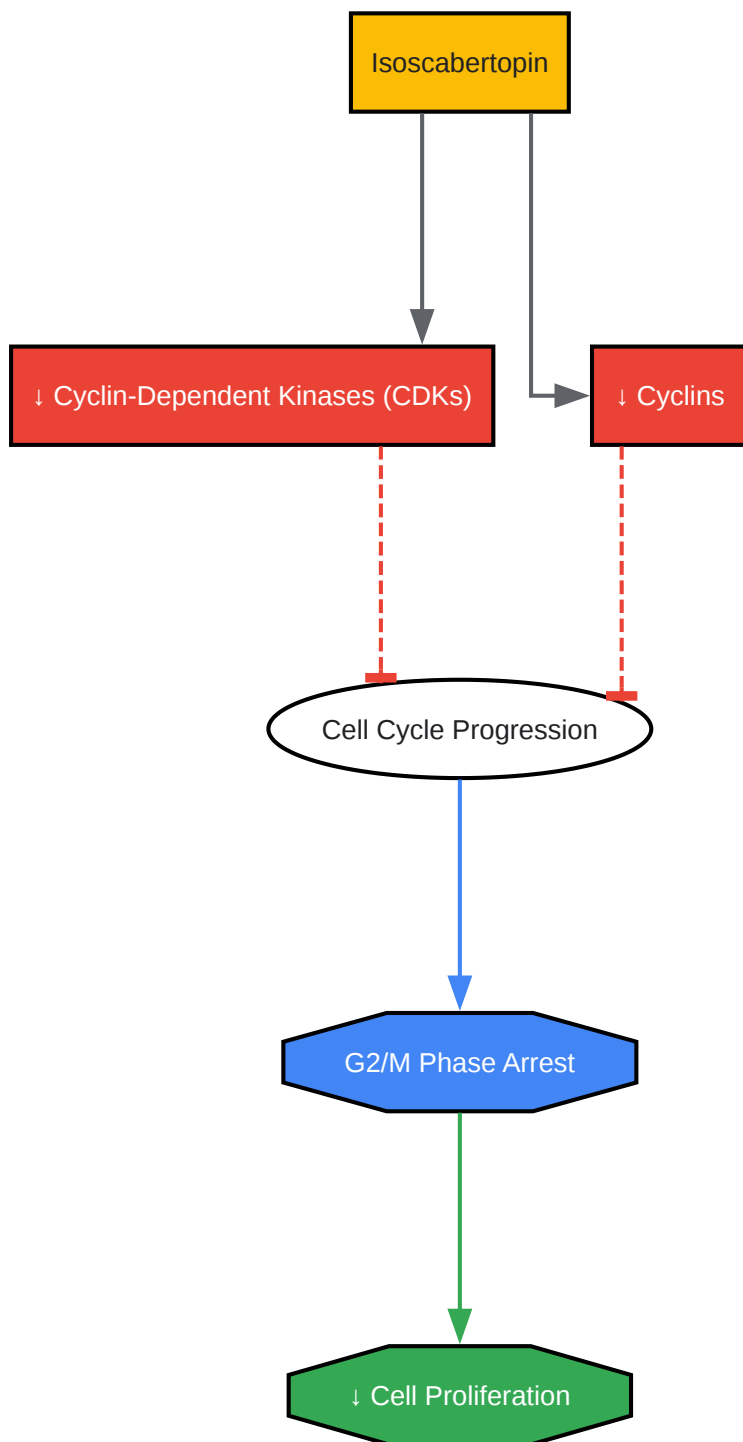 Isoscabertopin
↓ Cyclin-Dependent Kinases (CDKs)
↓ Cyclins
Cell Cycle Progression
G2/M Phase Arrest
↓ Cell Proliferation